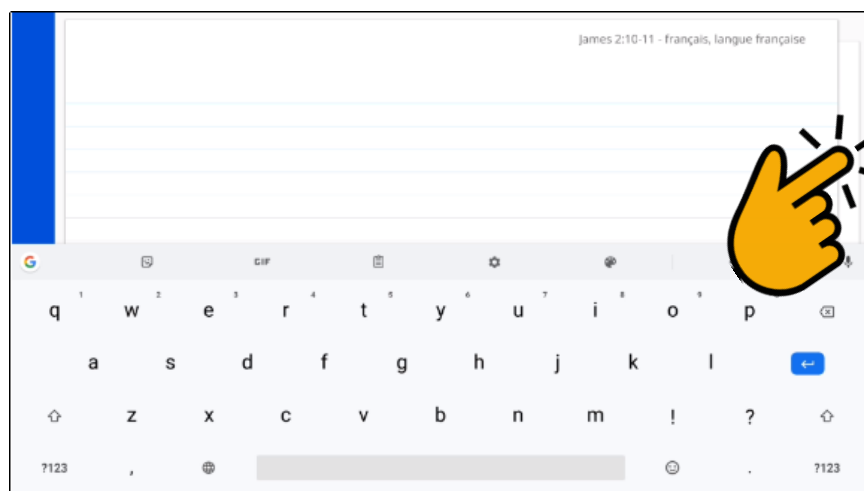 James 2:10-11 - français, langue française
GIF
1 2 3 4 5 6 7 8 9
q w e r t y u i o p
a s d f g h j k l
z x c v b n m ! ?
?123 , . ?123